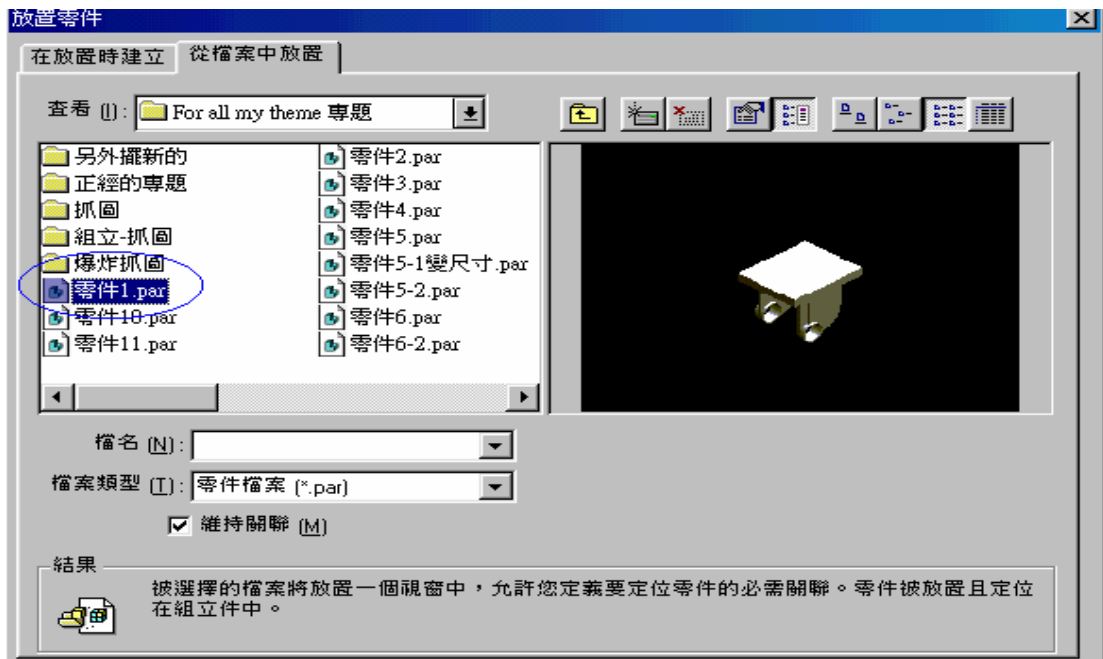 放置零件
在放置時建立 從檔案中放置
查看 (I): For all my theme 專題
另外擺新的
正經的專題
抓圖
組立-抓圖
爆炸抓圖
零件1.par
零件10.par
零件11.par
零件2.par
零件3.par
零件4.par
零件5.par
零件5-1變尺寸.par
零件5-2.par
零件6.par
零件6-2.par
檔名 (N):
檔案類型 (T): 零件檔案 (*.par)
維持關聯 (M)
結果
被選擇的檔案將放置一個視窗中，允許您定義要定位零件的必需關聯。零件被放置且定位
在組立件中。